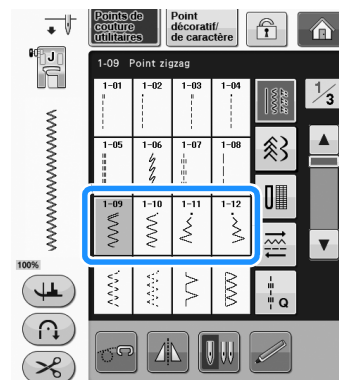 Points de
couture
utilitaires
Point
décoratif/
de caractère
J
1-09 Point zigzag
1-01 1-02 1-03 1-04
1/3
1-05 1-06 1-07 1-08
1-09 1-10 1-11 1-12
100%
Q